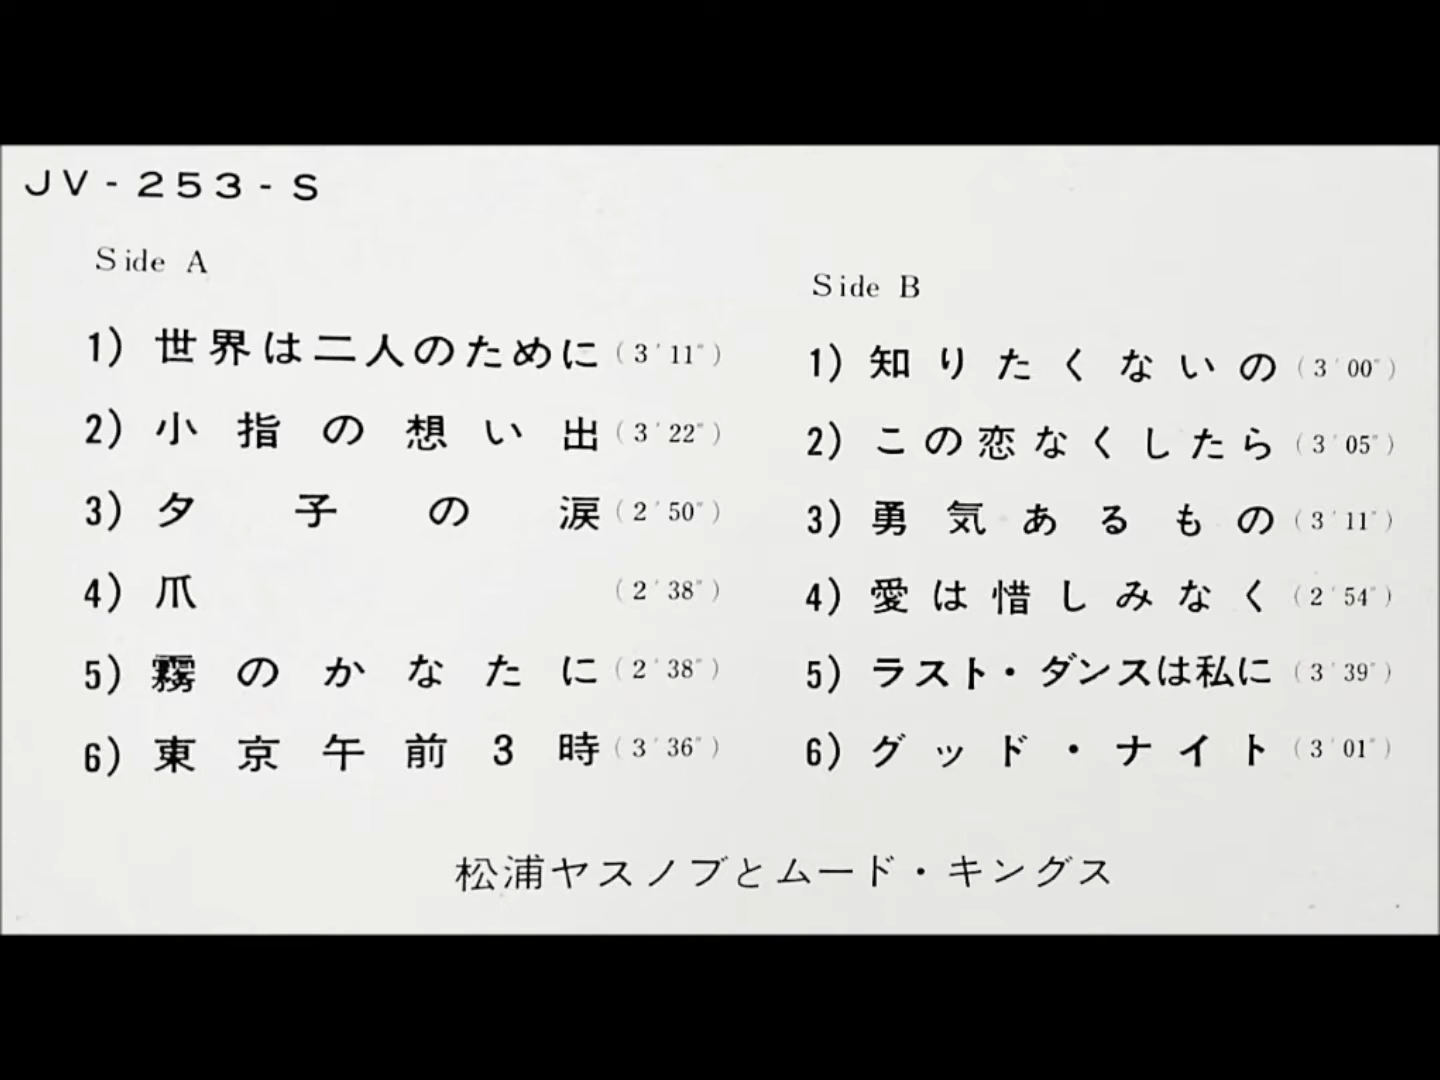 JV-253-S
Side A
1) 世界は二人のために (3′11″)
2) 小指の想い出 (3′22″)
3) 夕子の涙 (2′50″)
4) 爪 (2′38″)
5) 霧のかなたに (2′38″)
6) 東京午前3時 (3′36″)
Side B
1) 知りたくないの (3′00″)
2) この恋なくしたら (3′05″)
3) 勇気あるもの (3′11″)
4) 愛は惜しみなく (2′54″)
5) ラスト・ダンスは私に (3′39″)
6) グッド・ナイト (3′01″)
松浦ヤスノブとムード・キングス